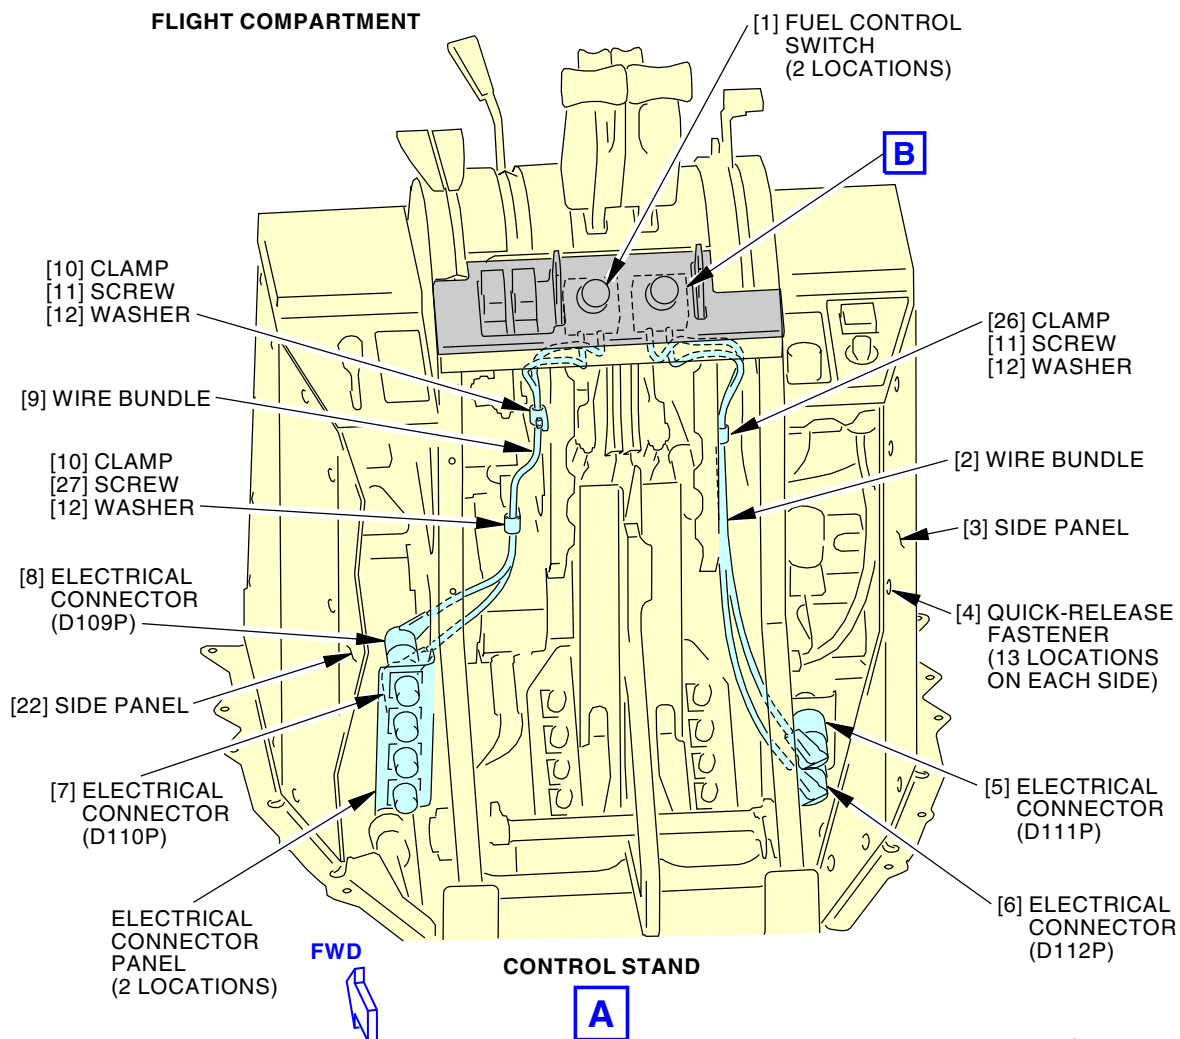 FLIGHT COMPARTMENT
[1] FUEL CONTROL
SWITCH
(2 LOCATIONS)
B
[10] CLAMP
[11] SCREW
[12] WASHER
[9] WIRE BUNDLE
[10] CLAMP
[27] SCREW
[12] WASHER
[8] ELECTRICAL
CONNECTOR
(D109P)
[22] SIDE PANEL
[7] ELECTRICAL
CONNECTOR
(D110P)
ELECTRICAL
CONNECTOR
PANEL
(2 LOCATIONS)
[26] CLAMP
[11] SCREW
[12] WASHER
[2] WIRE BUNDLE
[3] SIDE PANEL
[4] QUICK-RELEASE
FASTENER
(13 LOCATIONS
ON EACH SIDE)
[5] ELECTRICAL
CONNECTOR
(D111P)
[6] ELECTRICAL
CONNECTOR
(D112P)
FWD
CONTROL STAND
A